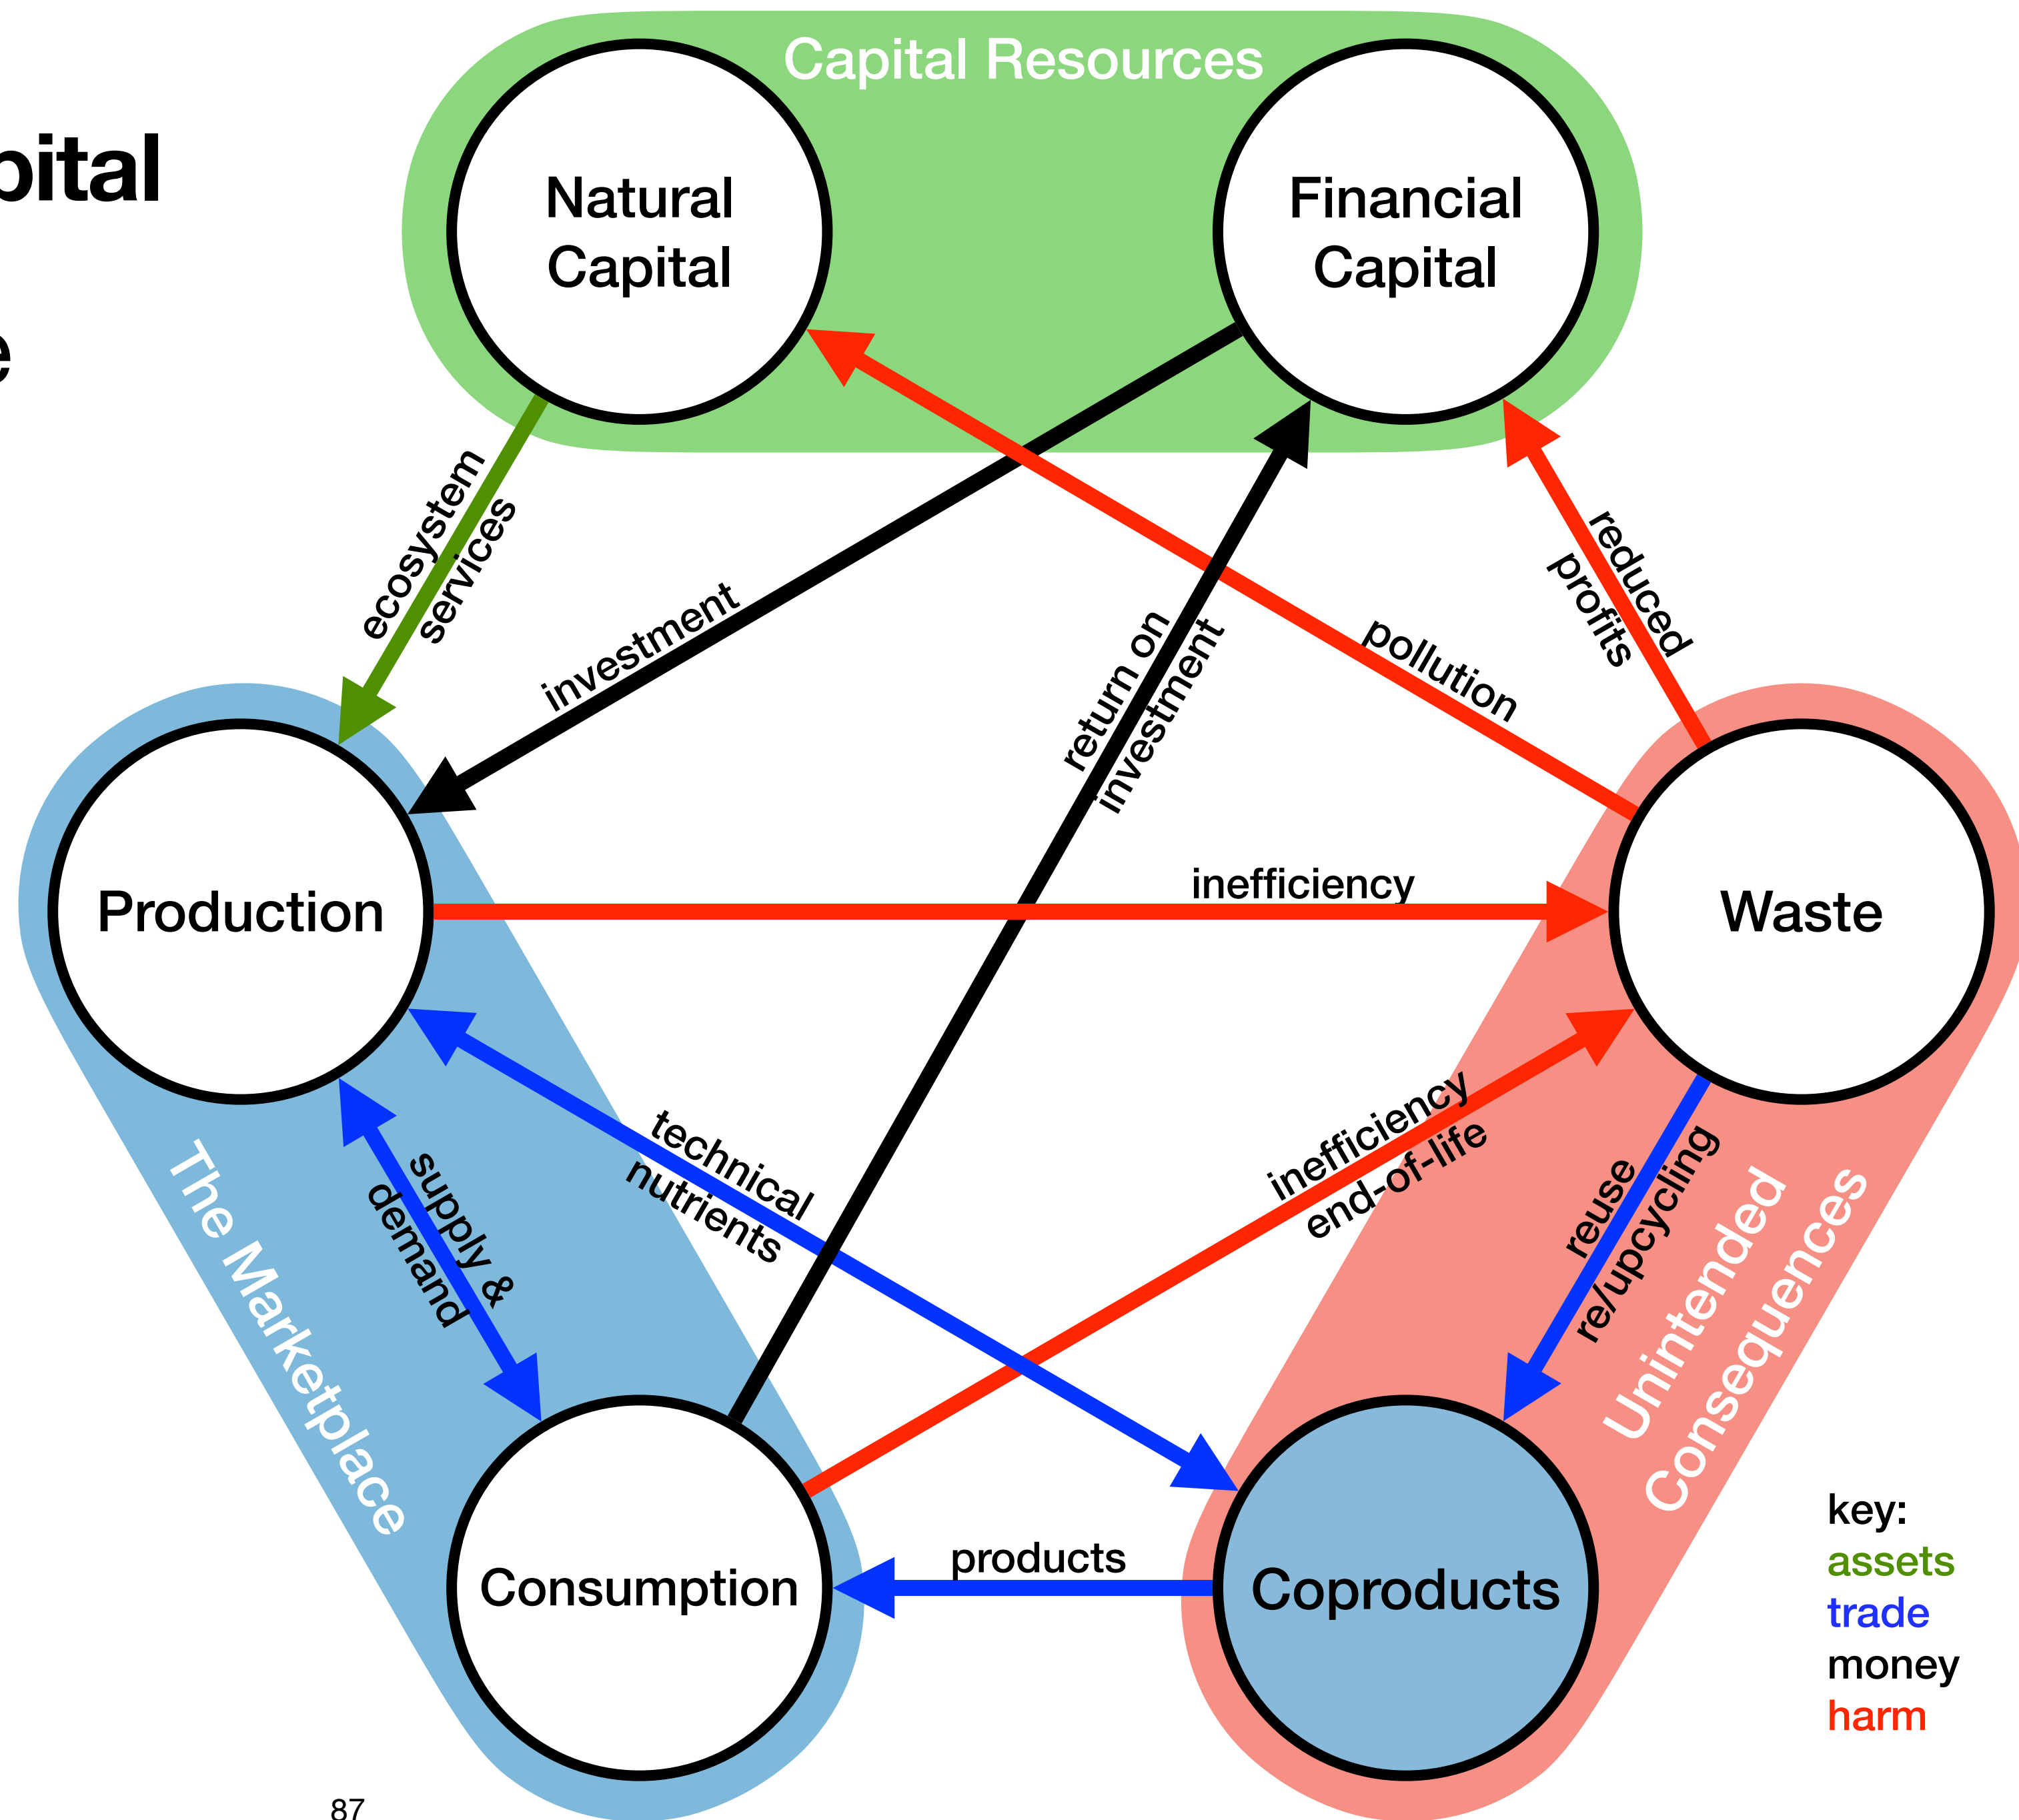 pital
e
Capital Resources
Natural
Capital
Financial
Capital
ecosystem
services
investment
return on
investment
pollution
reduced
profits
Production
inefficiency
Waste
technical
nutrients
supply &
demand
inefficiency
end-of-life
reuse
re/upcycling
The Marketplace
Unintended
Consequences
Consumption
products
Coproducts
key:
assets
trade
money
harm
87